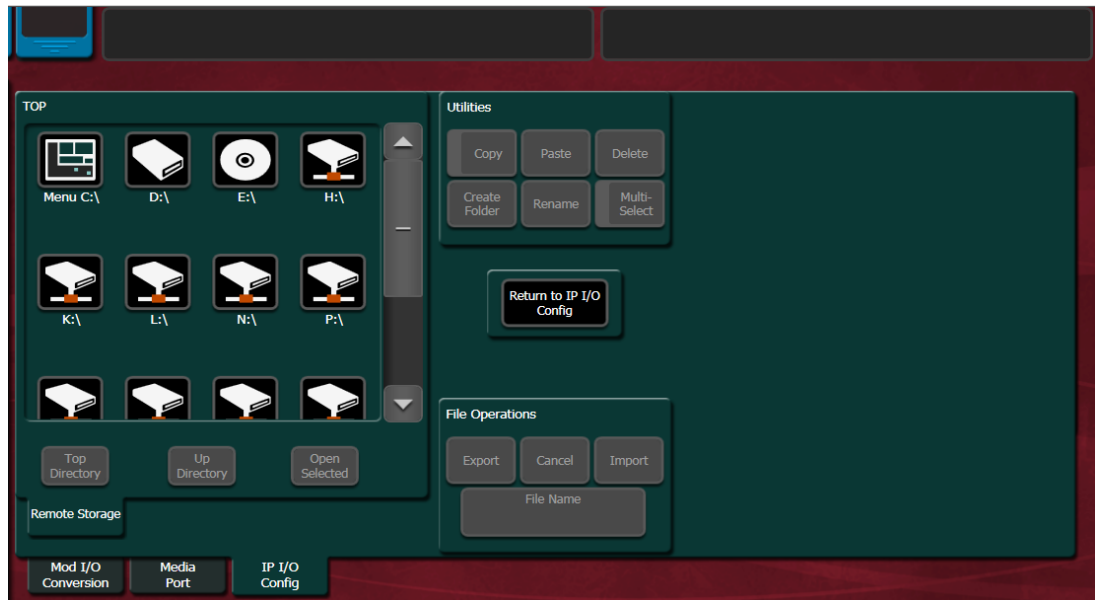 TOP
Menu C:\
D:\
E:\
H:\
K:\
L:\
N:\
P:\
Top
Directory
Up
Directory
Open
Selected
Remote Storage
Utilities
Copy
Paste
Delete
Create
Folder
Rename
Multi-
Select
Return to IP I/O
Config
File Operations
Export
Cancel
Import
File Name
Mod I/O
Conversion
Media
Port
IP I/O
Config